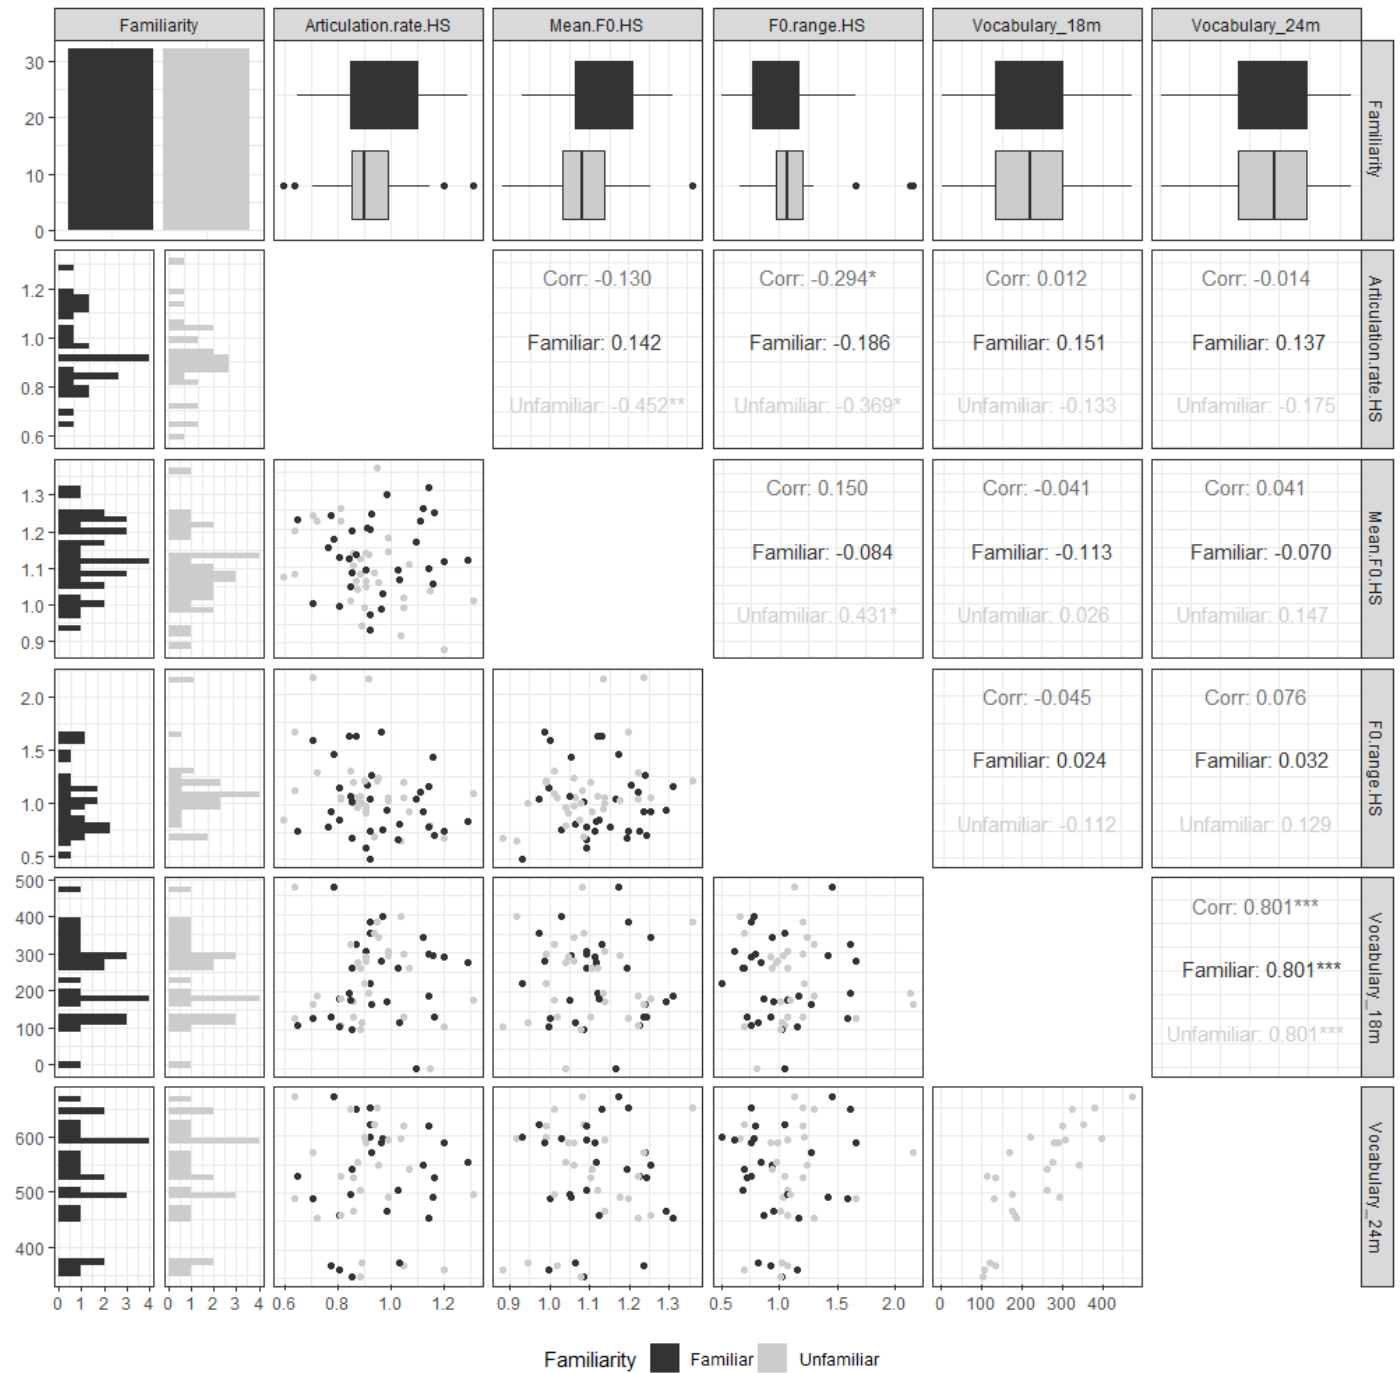 Familiarity Articulation.rate.HS Mean.F0.HS F0.range.HS Vocabulary_18m Vocabulary_24m
30
20
10
0
Familiarity
Corr: -0.130 Corr: -0.294* Corr: 0.012 Corr: -0.014
Familiar: 0.142 Familiar: -0.186 Familiar: 0.151 Familiar: 0.137
Unfamiliar: -0.452** Unfamiliar: -0.369* Unfamiliar: -0.133 Unfamiliar: -0.175
1.2
1.0
0.8
0.6
Articulation.rate.HS
Corr: 0.150 Corr: -0.041 Corr: 0.041
Familiar: -0.084 Familiar: -0.113 Familiar: -0.070
Unfamiliar: 0.431* Unfamiliar: 0.026 Unfamiliar: 0.147
1.3
1.2
1.1
1.0
0.9
Mean.F0.HS
Corr: -0.045 Corr: 0.076
Familiar: 0.024 Familiar: 0.032
Unfamiliar: -0.112 Unfamiliar: 0.129
2.0
1.5
1.0
0.5
F0.range.HS
Corr: 0.801***
Familiar: 0.801***
Unfamiliar: 0.801***
500
400
300
200
100
0
Vocabulary_18m
600
500
400
Vocabulary_24m
0 1 2 3 4 0 1 2 3 4 0.6 0.8 1.0 1.2 0.9 1.0 1.1 1.2 1.3 0.5 1.0 1.5 2.0 0 100 200 300 400
Familiarity Familiar Unfamiliar